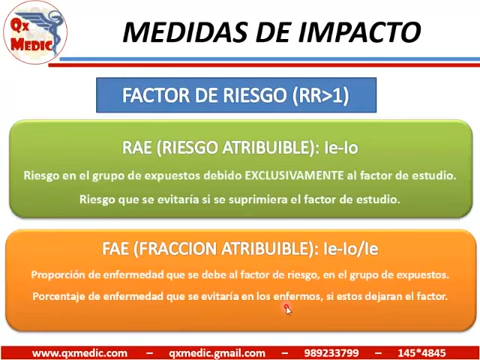 Qx
MEDIC
MEDIDAS DE IMPACTO
FACTOR DE RIESGO (RR>1)
RAE (RIESGO ATRIBUIBLE): Ie-Io
Riesgo en el grupo de expuestos debido EXCLUSIVAMENTE al factor de estudio.
Riesgo que se evitaría si se suprimiera el factor de estudio.
FAE (FRACCION ATRIBUIBLE): Ie-Io/Ie
Proporción de enfermedad que se debe al factor de riesgo, en el grupo de expuestos.
Porcentaje de enfermedad que se evitaría en los enfermos, si estos dejaran el factor.
www.qxmedic.com – qxmedic.gmail.com – 989233799 – 145*4845